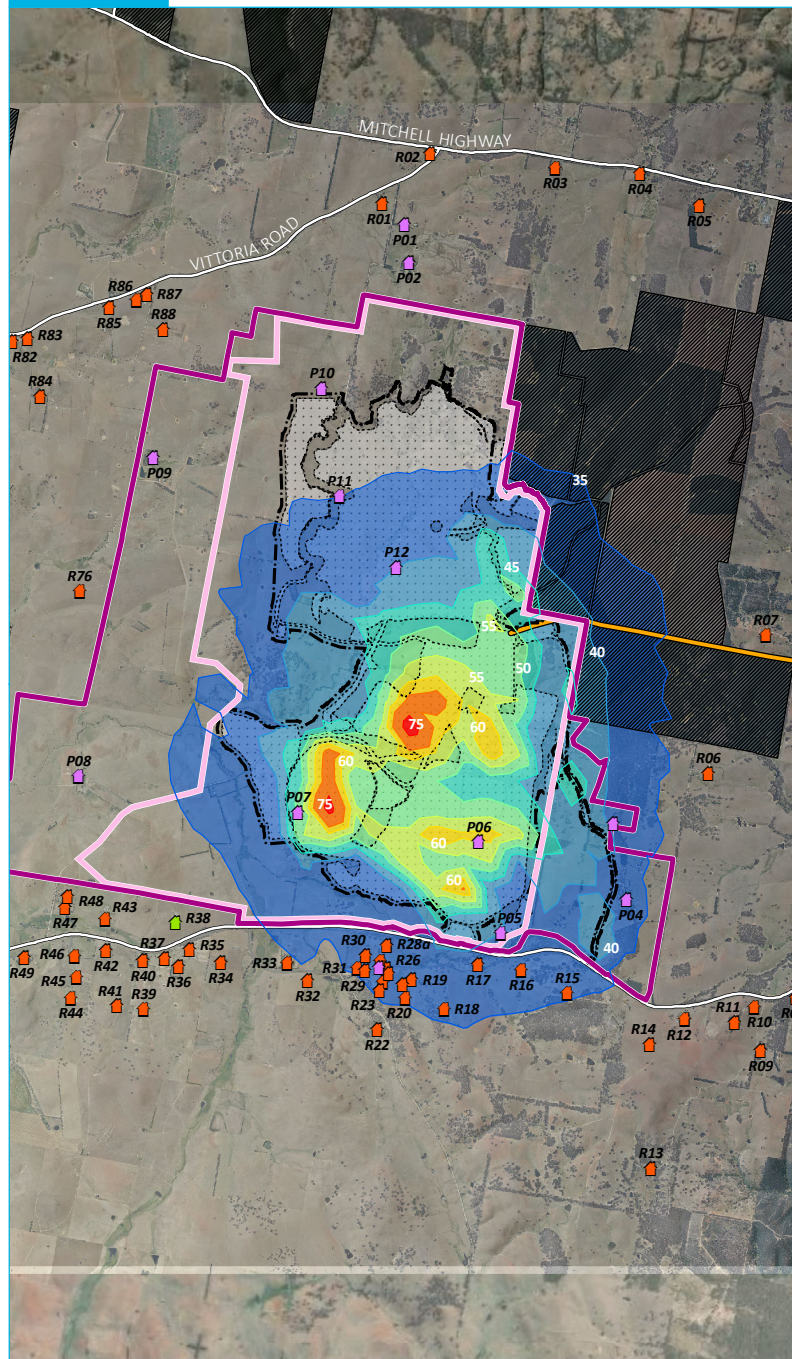 MITCHELL HIGHWAY
R02
R03
R04
R01
R05
P01
VITTORIA ROAD
P02
R86
R87
R85
R88
R83
R82
P10
R84
P09
35
P11
P12
45
R76
55
R07
40
50
55
75
60
60
R06
P08
75
P07
P06
60
60
R48
P04
R47
R43
R38
P05
R30
R28a
40
R46
R42
R37
R35
R49
R40
R36
R34
R33
R31
R26
R17
R16
R45
R32
R29
R19
R15
R44
R41
R39
R23
R20
R18
R11
R10
R22
R14
R12
R09
R13